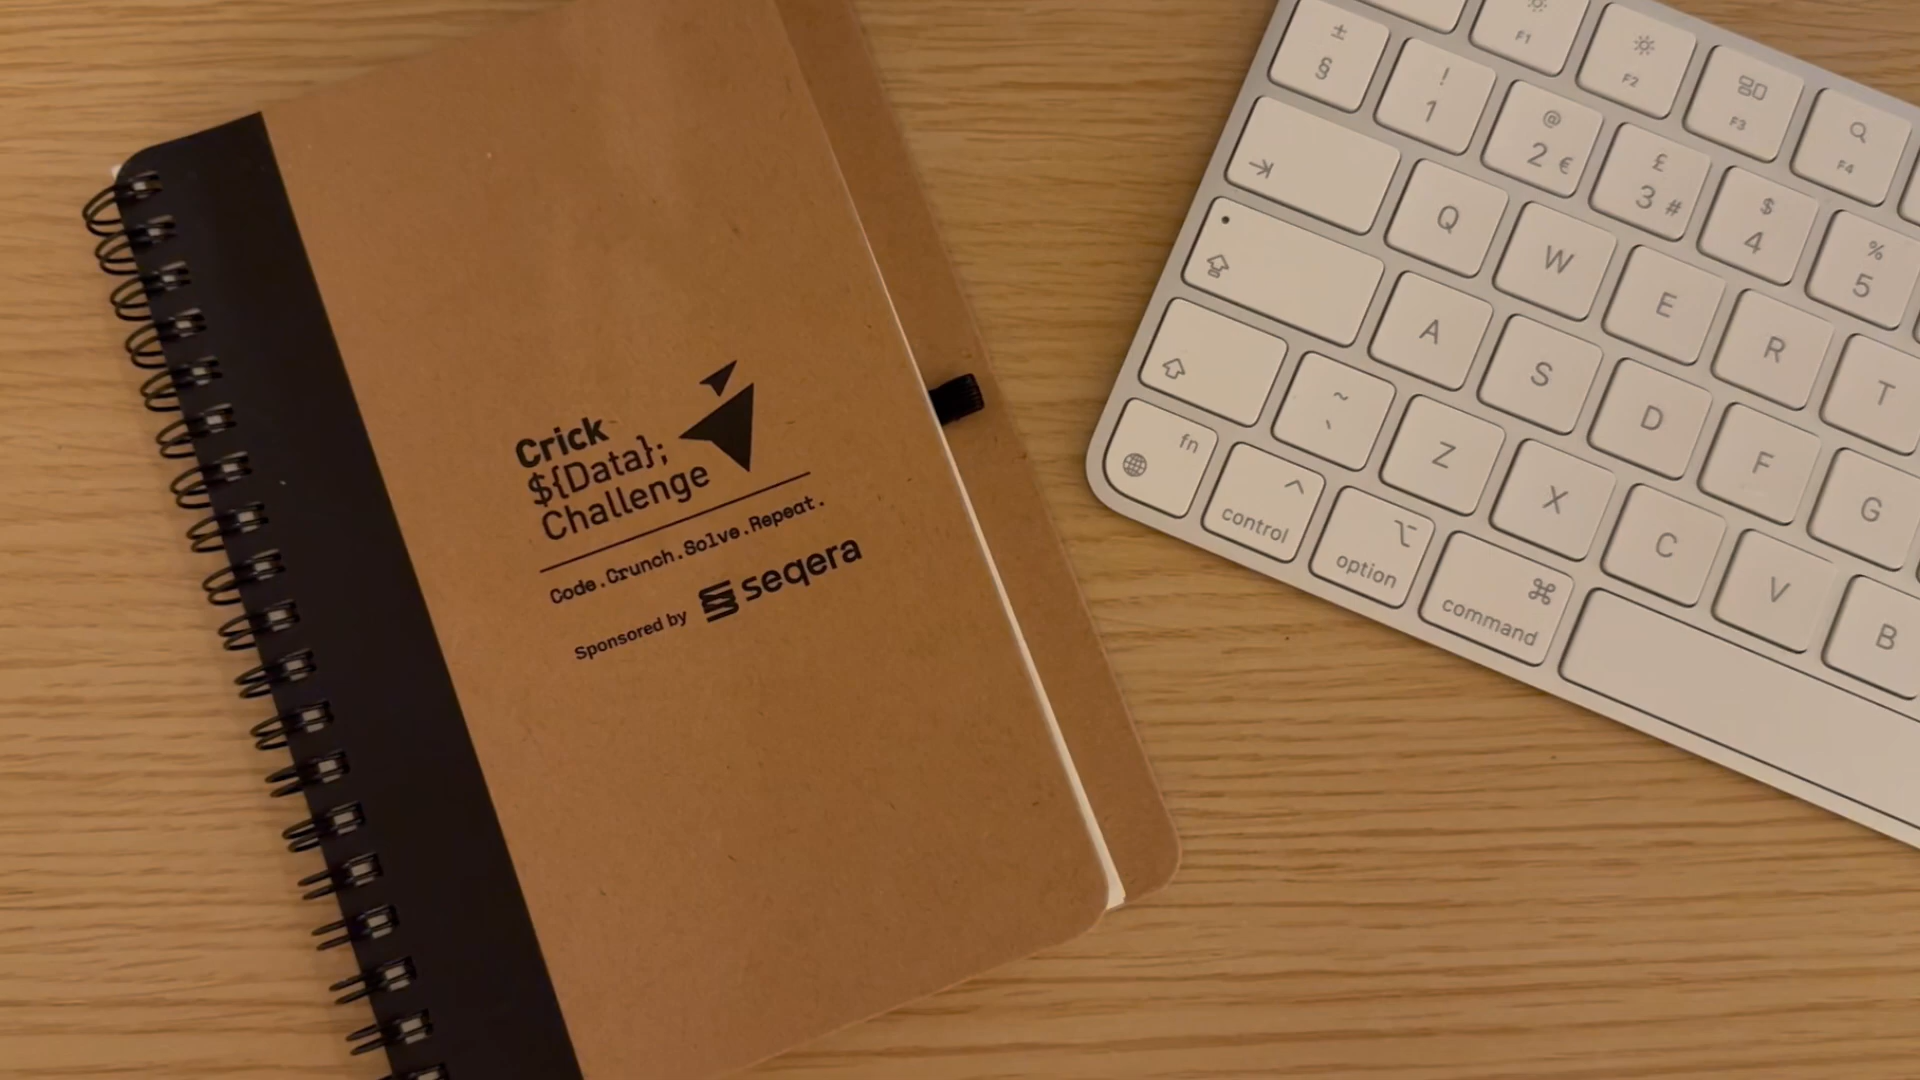 Crick
${Data};
Challenge
Code.Crunch.Solve.Repeat.
Sponsored by seqera
F1
F2
F3
F4
± §
! 1
@ 2 €
£ 3 #
$ 4
% 5
Q W E R T
A S D F G
~ ` Z X C V B
fn control option command